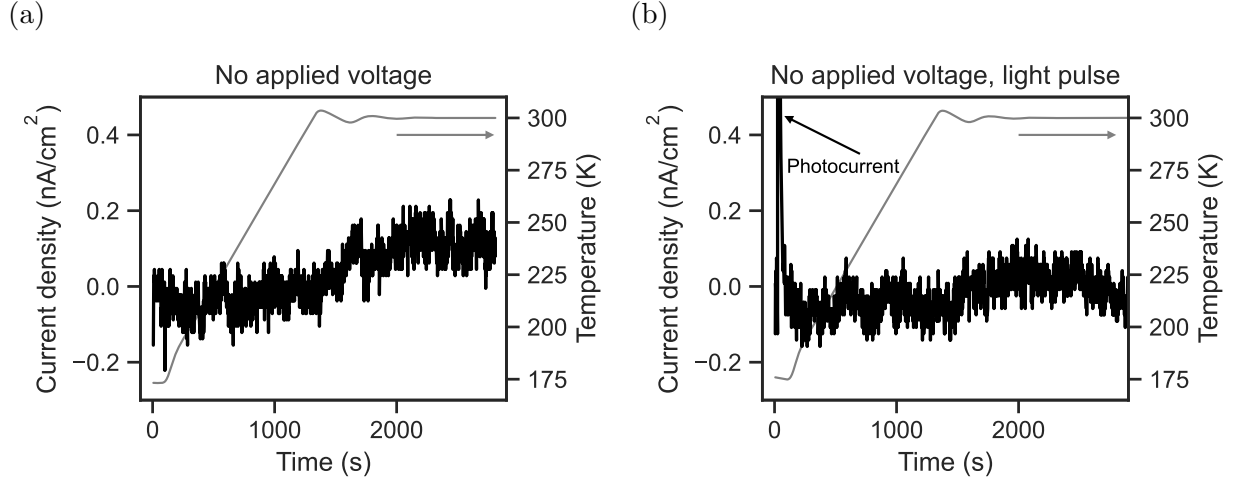 (a)
No applied voltage
Current density (nA/cm²)
0.4
0.2
0.0
−0.2
300
275
250
225
200
175
Temperature (K)
0 1000 2000
Time (s)
(b)
No applied voltage, light pulse
Current density (nA/cm²)
0.4
0.2
0.0
−0.2
Photocurrent
300
275
250
225
200
175
Temperature (K)
0 1000 2000
Time (s)